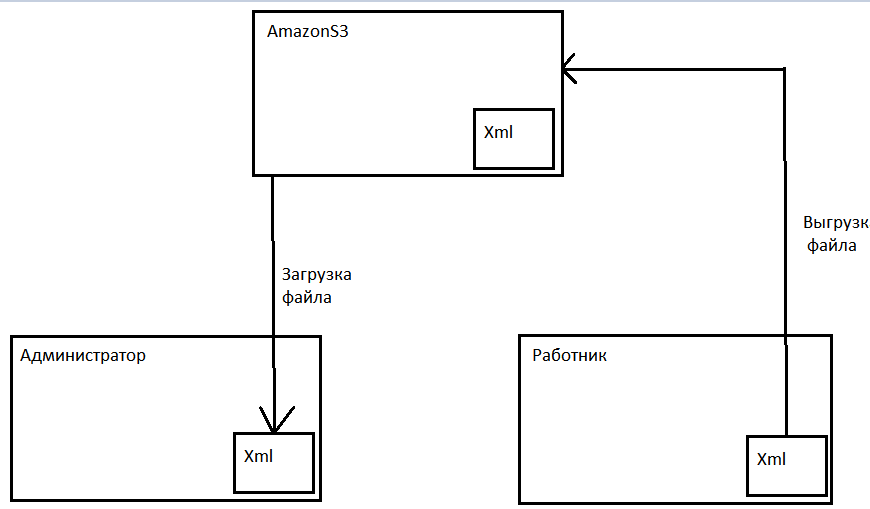 AmazonS3
Xml
Выгрузк
файла
Загрузка
файла
Администратор
Работник
Xml
Xml